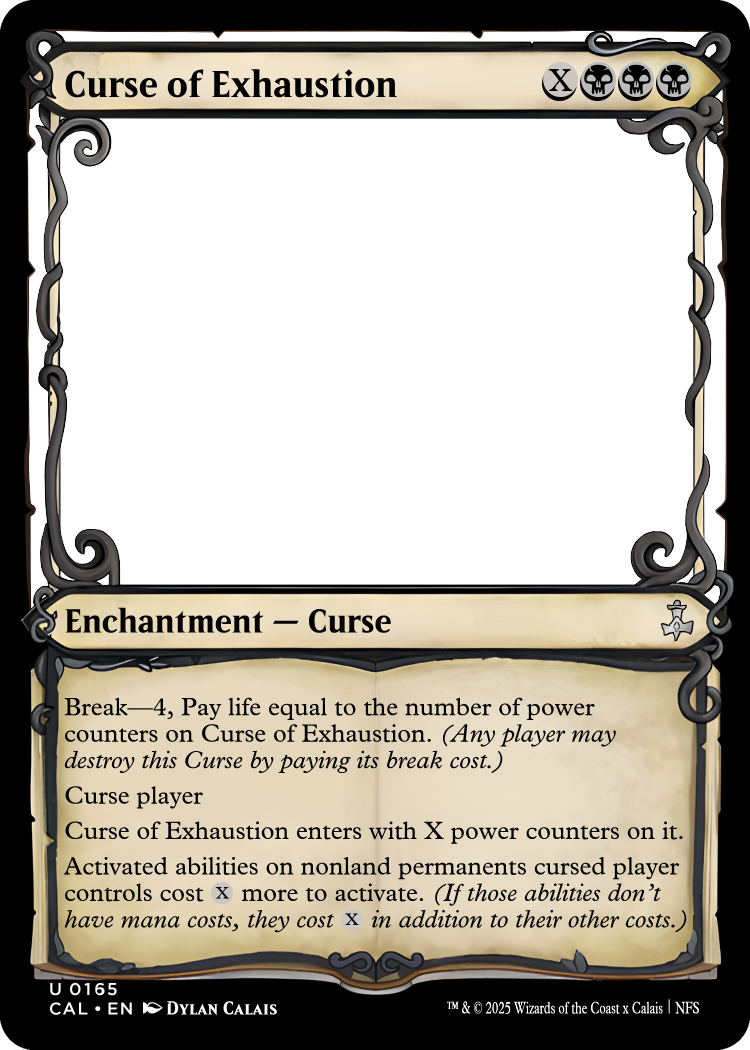 Curse of Exhaustion X
Enchantment — Curse
Break—4, Pay life equal to the number of power
counters on Curse of Exhaustion. (Any player may
destroy this Curse by paying its break cost.)
Curse player
Curse of Exhaustion enters with X power counters on it.
Activated abilities on nonland permanents cursed player
controls cost X more to activate. (If those abilities don't
have mana costs, they cost X in addition to their other costs.)
U 0165
CAL • EN Dylan Calais ™ & © 2025 Wizards of the Coast x Calais | NFS